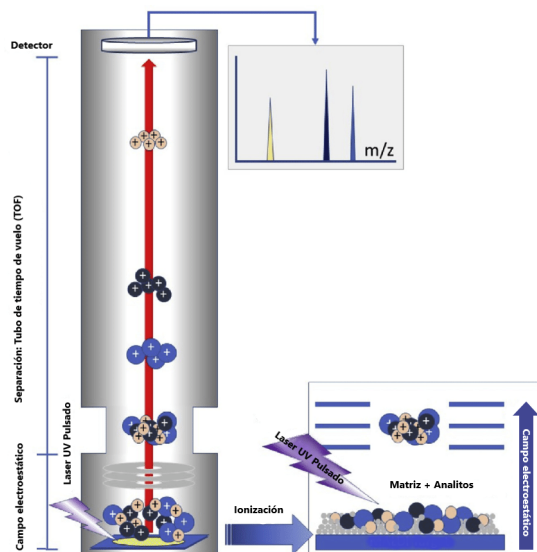 Detector
m/z
Separación: Tubo de tiempo de vuelo (TOF)
Laser UV Pulsado
Campo electroestático
Ionización
Laser UV Pulsado
Matriz + Analitos
Campo electroestático